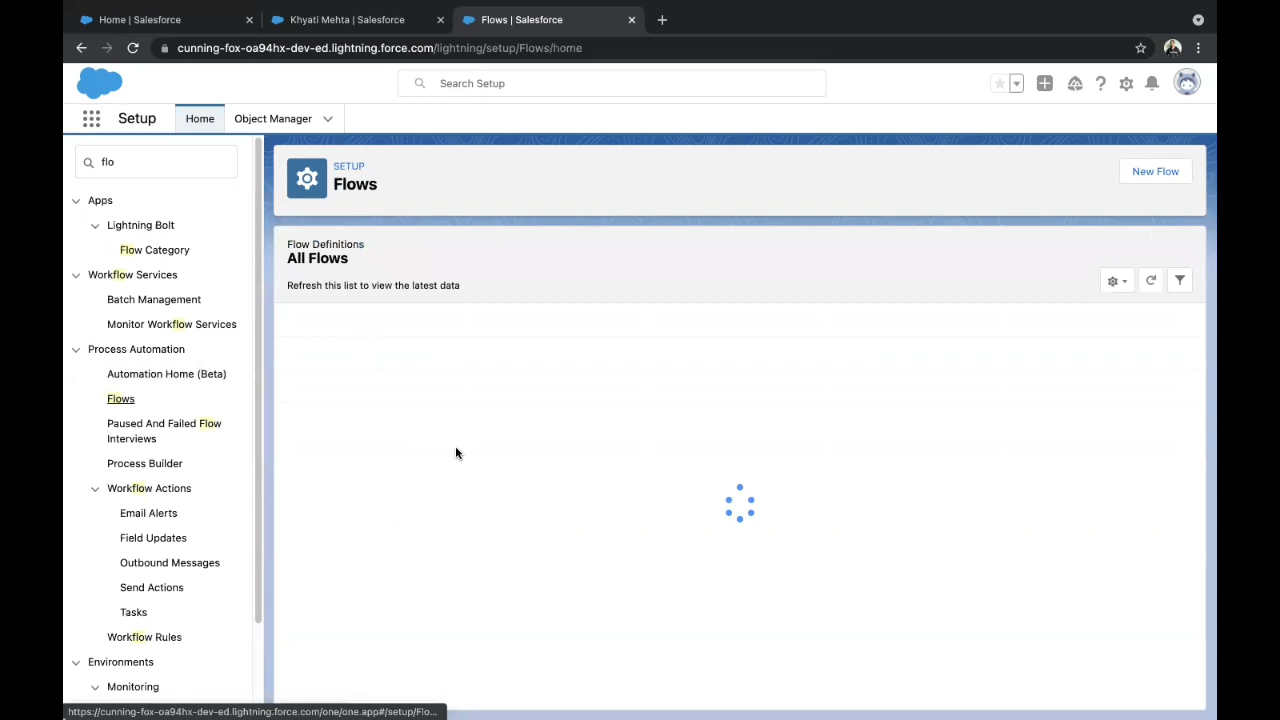 Home | Salesforce
Khyati Mehta | Salesforce
Flows | Salesforce
cunning-fox-oa94hx-dev-ed.lightning.force.com/lightning/setup/Flows/home
Search Setup
Setup
Home
Object Manager
flo
Apps
Lightning Bolt
Flow Category
Workflow Services
Batch Management
Monitor Workflow Services
Process Automation
Automation Home (Beta)
Flows
Paused And Failed Flow
Interviews
Process Builder
Workflow Actions
Email Alerts
Field Updates
Outbound Messages
Send Actions
Tasks
Workflow Rules
Environments
Monitoring
SETUP
Flows
New Flow
Flow Definitions
All Flows
Refresh this list to view the latest data
https://cunning-fox-oa94hx-dev-ed.lightning.force.com/one/one.app#/setup/Flo...